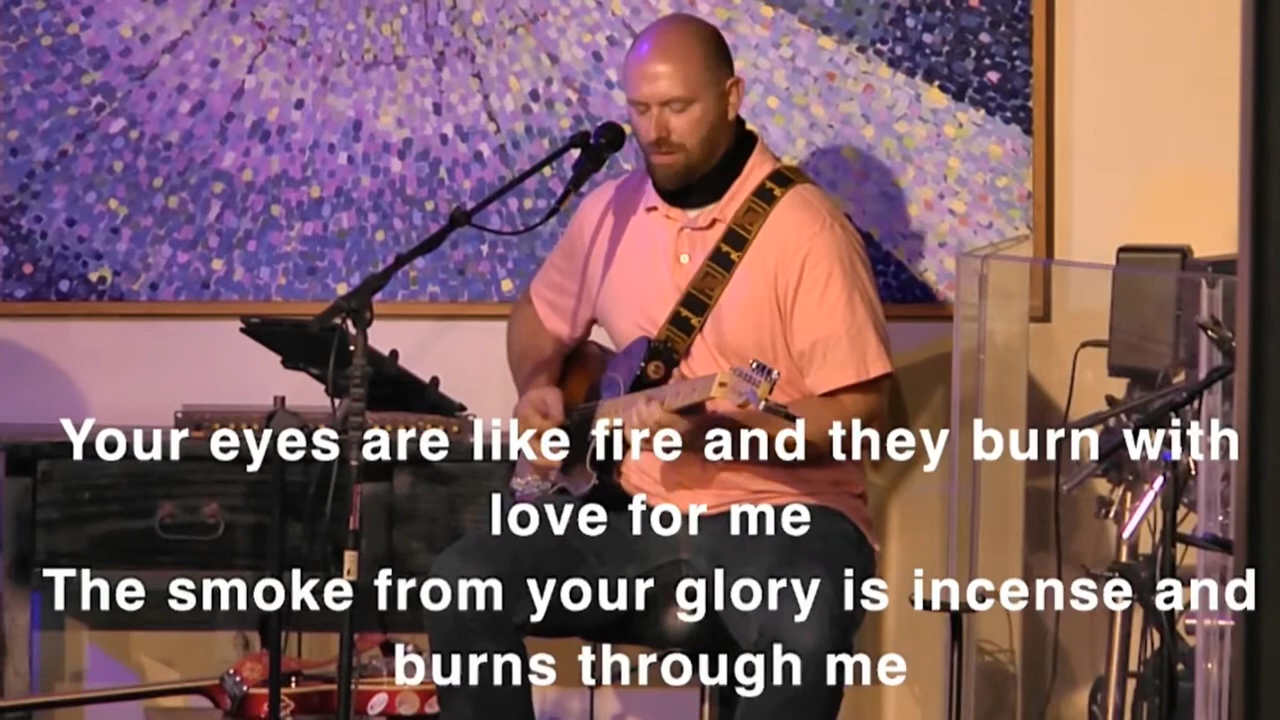 Your eyes are like fire and they burn with
love for me
The smoke from your glory is incense and
burns through me